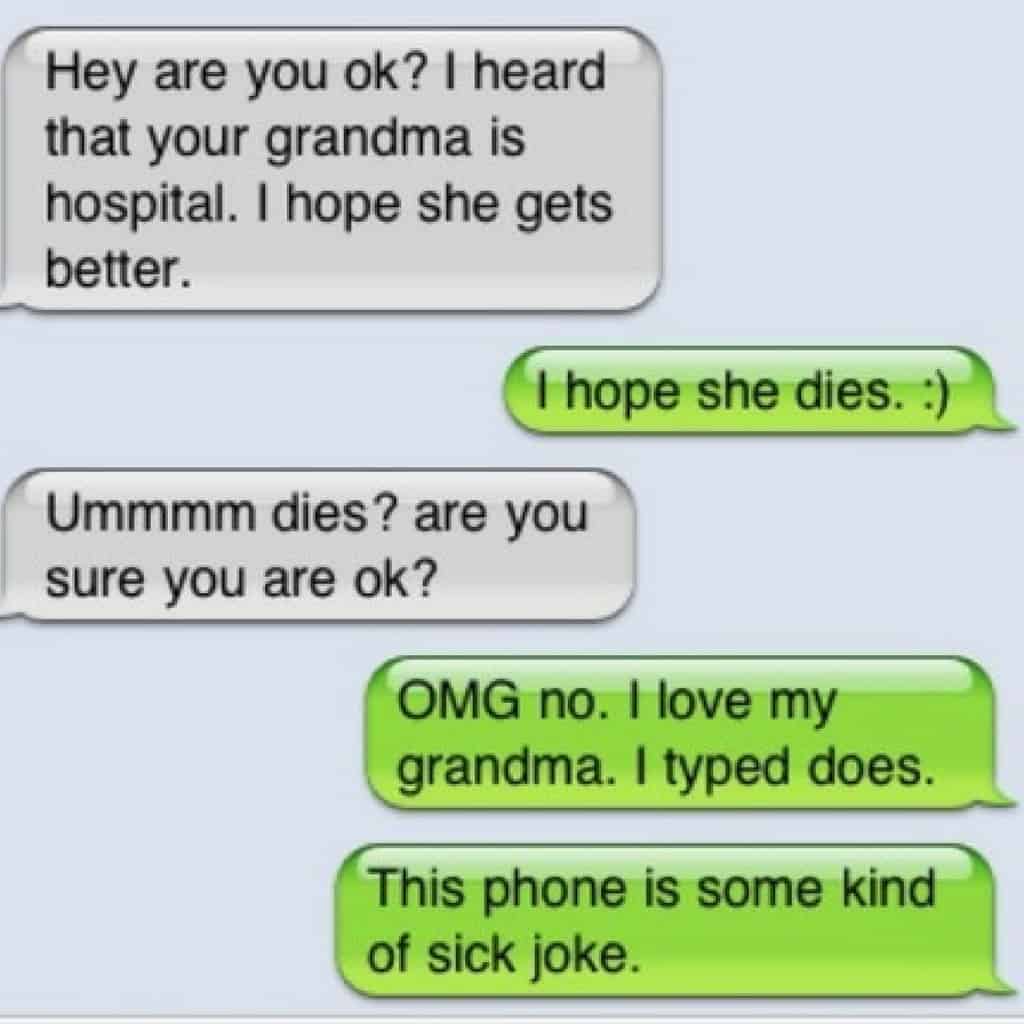 Hey are you ok? I heard
that your grandma is
hospital. I hope she gets
better.
I hope she dies. :)
Ummmm dies? are you
sure you are ok?
OMG no. I love my
grandma. I typed does.
This phone is some kind
of sick joke.